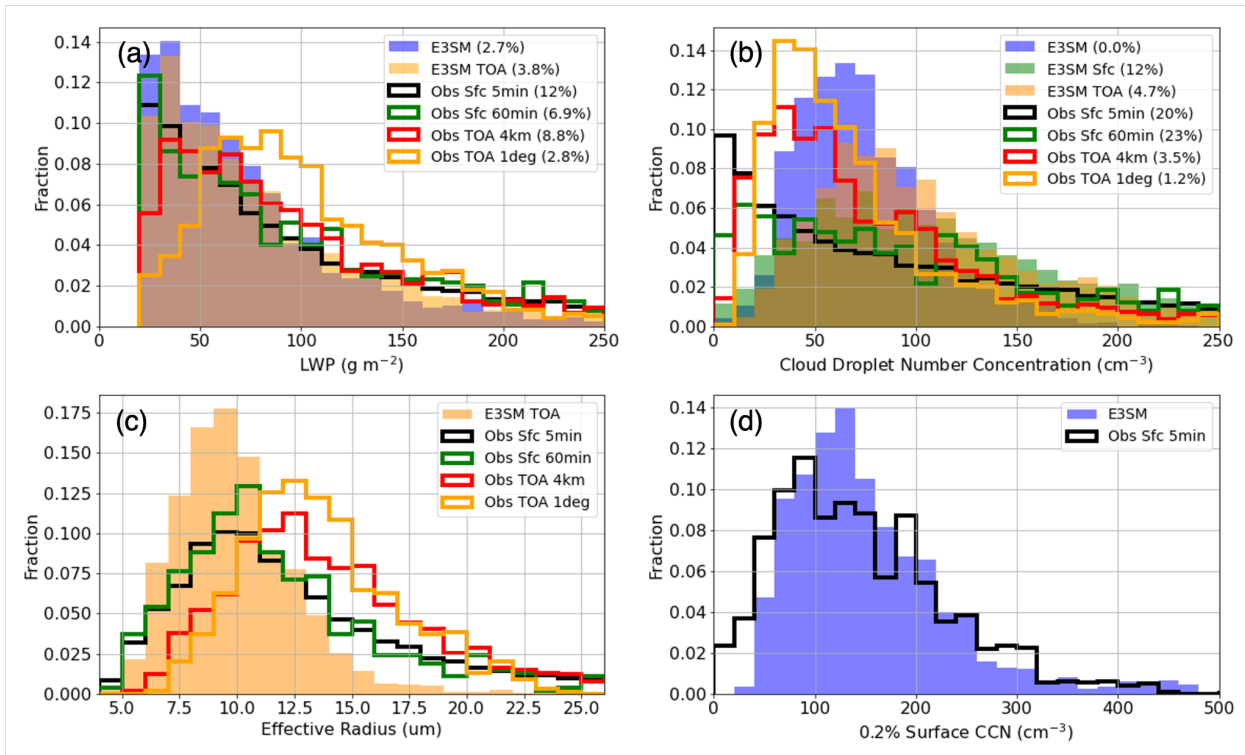 (a)
E3SM (2.7%)
E3SM TOA (3.8%)
Obs Sfc 5min (12%)
Obs Sfc 60min (6.9%)
Obs TOA 4km (8.8%)
Obs TOA 1deg (2.8%)
Fraction
0.14
0.12
0.10
0.08
0.06
0.04
0.02
0.00
0 50 100 150 200 250
LWP (g m⁻²)
(b)
E3SM (0.0%)
E3SM Sfc (12%)
E3SM TOA (4.7%)
Obs Sfc 5min (20%)
Obs Sfc 60min (23%)
Obs TOA 4km (3.5%)
Obs TOA 1deg (1.2%)
Fraction
0.14
0.12
0.10
0.08
0.06
0.04
0.02
0.00
0 50 100 150 200 250
Cloud Droplet Number Concentration (cm⁻³)
(c)
E3SM TOA
Obs Sfc 5min
Obs Sfc 60min
Obs TOA 4km
Obs TOA 1deg
Fraction
0.175
0.150
0.125
0.100
0.075
0.050
0.025
0.000
5.0 7.5 10.0 12.5 15.0 17.5 20.0 22.5 25.0
Effective Radius (um)
(d)
E3SM
Obs Sfc 5min
Fraction
0.14
0.12
0.10
0.08
0.06
0.04
0.02
0.00
0 100 200 300 400 500
0.2% Surface CCN (cm⁻³)